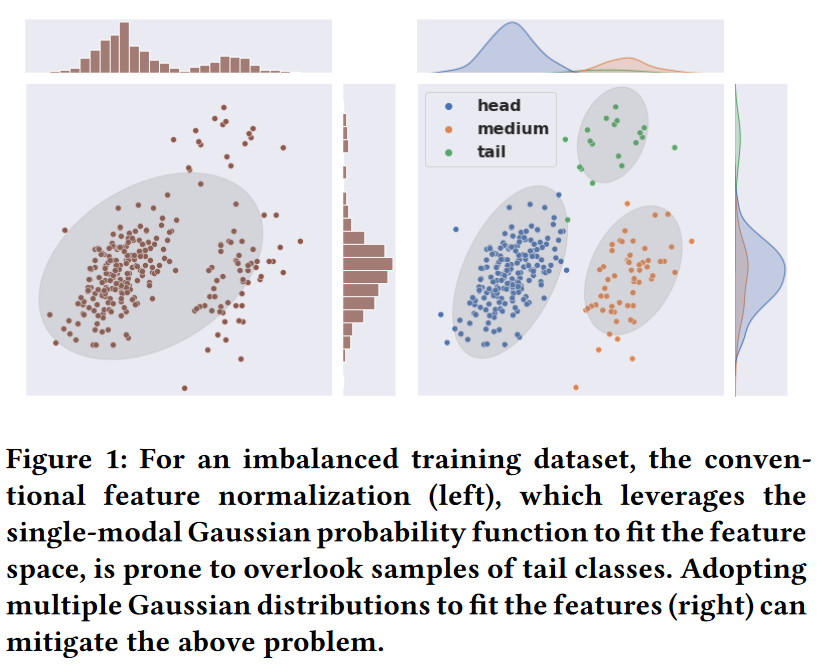 head
medium
tail
Figure 1: For an imbalanced training dataset, the conven-
tional feature normalization (left), which leverages the
single-modal Gaussian probability function to fit the feature
space, is prone to overlook samples of tail classes. Adopting
multiple Gaussian distributions to fit the features (right) can
mitigate the above problem.